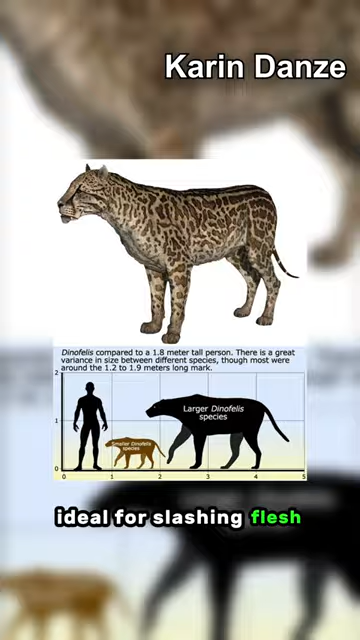 Karin Danze
Dinofelis compared to a 1.8 meter tall person. There is a great
variance in size between different species, though most were
around the 1.2 to 1.9 meters long mark.
2
1
0
Smaller Dinofelis
species
Larger Dinofelis
species
0 1 2 3 4 5
ideal for slashing flesh